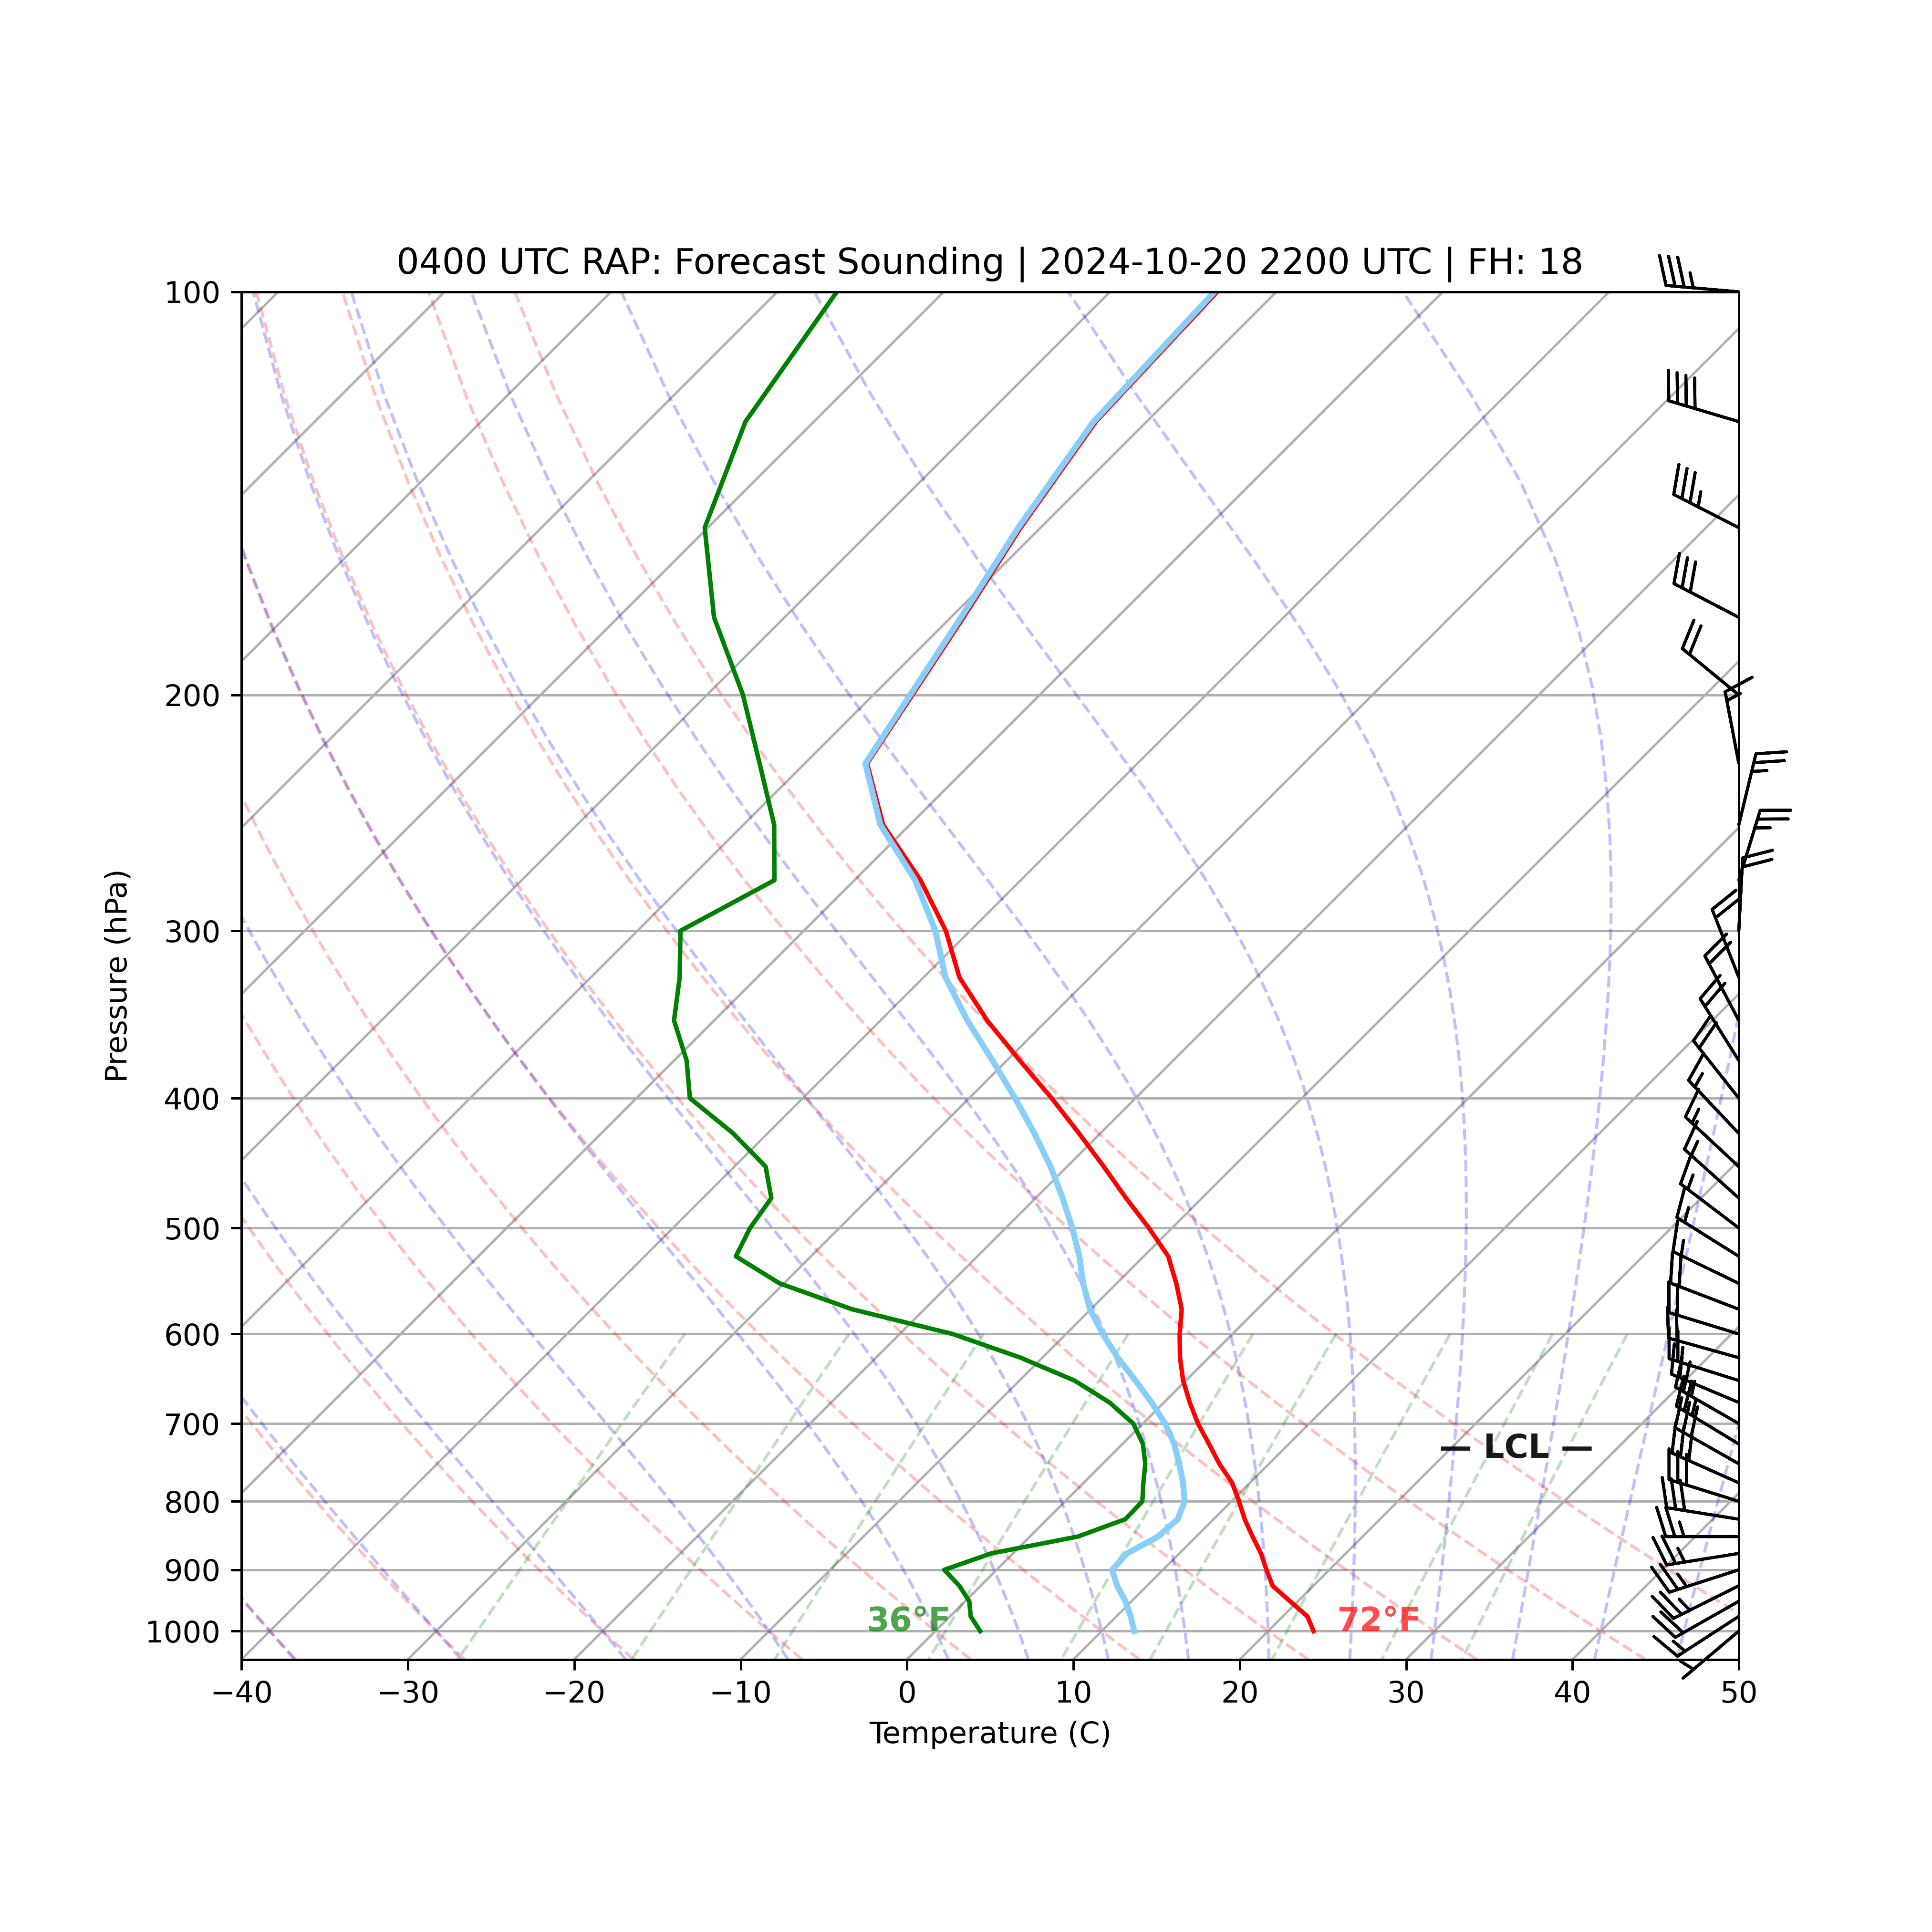 0400 UTC RAP: Forecast Sounding | 2024-10-20 2200 UTC | FH: 18
100
200
300
400
500
600
700
800
900
1000
Pressure (hPa)
— LCL —
36°F
72°F
−40 −30 −20 −10 0 10 20 30 40 50
Temperature (C)